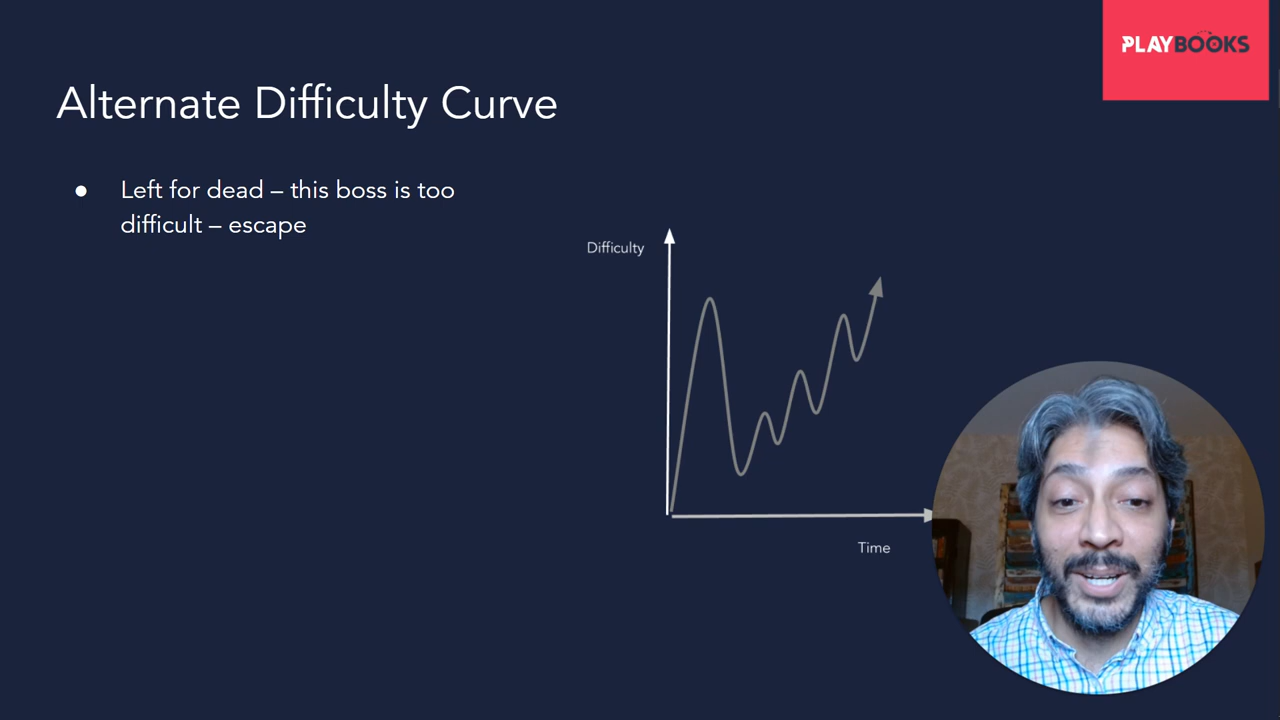 PLAYBOOKS
Alternate Difficulty Curve
● Left for dead – this boss is too
difficult – escape
Difficulty
Time